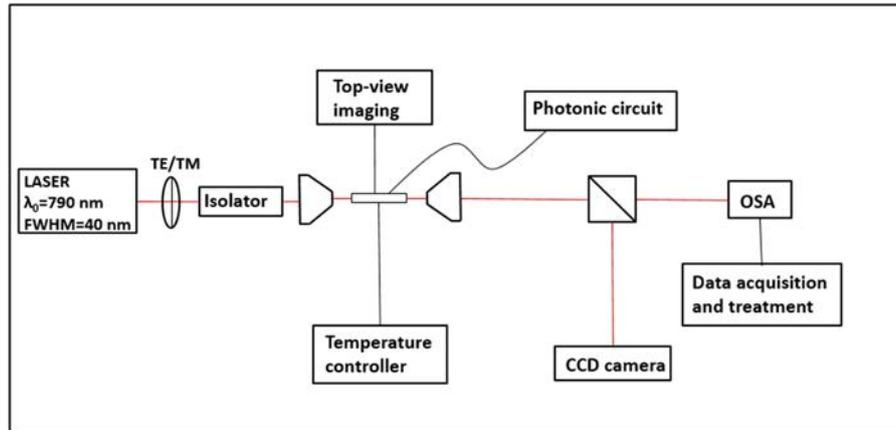 Top-view
imaging
Photonic circuit
TE/TM
LASER
λ₀=790 nm
FWHM=40 nm
Isolator
OSA
Data acquisition
and treatment
Temperature
controller
CCD camera